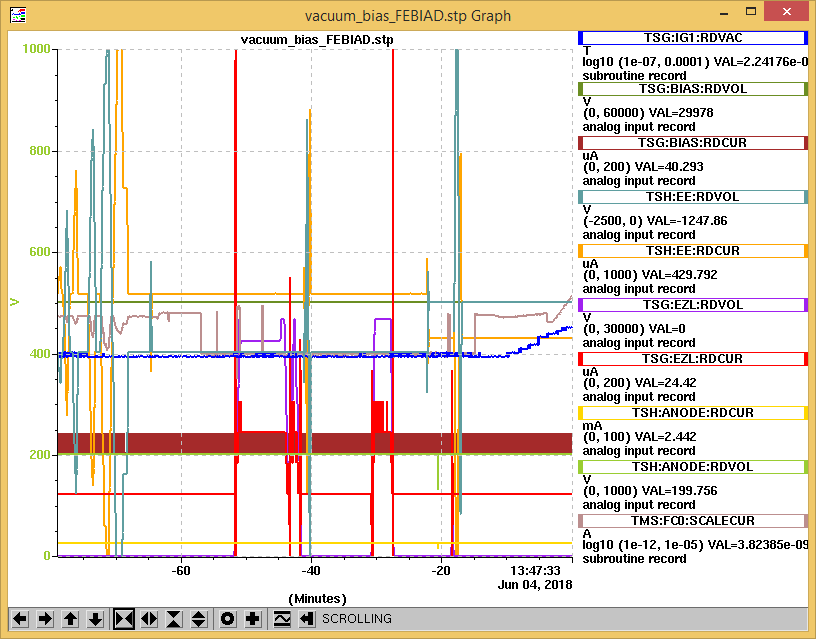 vacuum_bias_FEBIAD.stp Graph
vacuum_bias_FEBIAD.stp
1000
800
600
V
400
200
0
-60
-40
-20
13:47:33
Jun 04, 2018
(Minutes)
TSG:IG1:RDVAC
T
log10 (1e-07, 0.0001) VAL=2.24176e-0
subroutine record
TSG:BIAS:RDVOL
V
(0, 60000) VAL=29978
analog input record
TSG:BIAS:RDCUR
uA
(0, 200) VAL=40.293
analog input record
TSH:EE:RDVOL
V
(-2500, 0) VAL=-1247.86
analog input record
TSH:EE:RDCUR
uA
(0, 1000) VAL=429.792
analog input record
TSG:EZL:RDVOL
V
(0, 30000) VAL=0
analog input record
TSG:EZL:RDCUR
uA
(0, 200) VAL=24.42
analog input record
TSH:ANODE:RDCUR
mA
(0, 100) VAL=2.442
analog input record
TSH:ANODE:RDVOL
V
(0, 1000) VAL=199.756
analog input record
TMS:FC0:SCALECUR
A
log10 (1e-12, 1e-05) VAL=3.82385e-09
subroutine record
SCROLLING